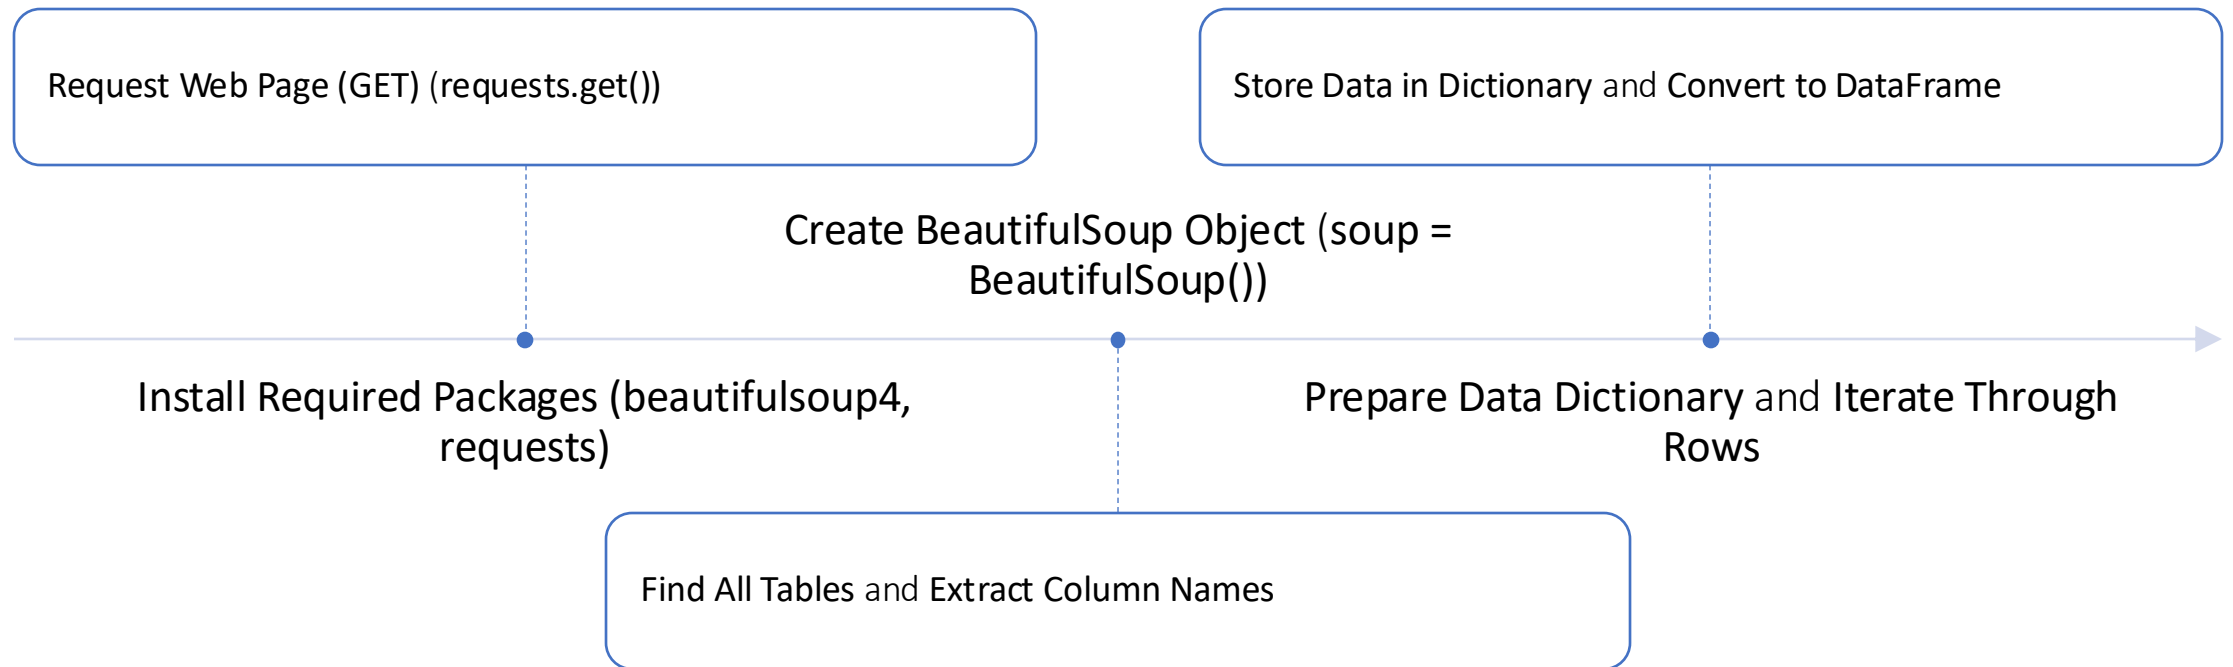 Request Web Page (GET) (requests.get())
Store Data in Dictionary and Convert to DataFrame
Create BeautifulSoup Object (soup =
BeautifulSoup())
Install Required Packages (beautifulsoup4,
requests)
Prepare Data Dictionary and Iterate Through
Rows
Find All Tables and Extract Column Names